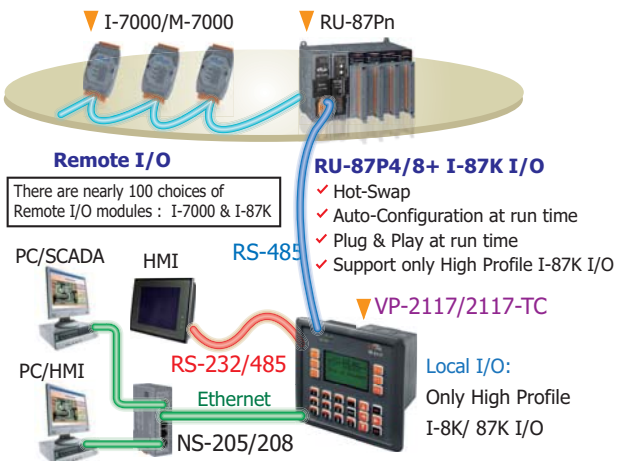 I-7000/M-7000
RU-87Pn
Remote I/O
There are nearly 100 choices of
Remote I/O modules : I-7000 & I-87K
RU-87P4/8+ I-87K I/O
Hot-Swap
Auto-Configuration at run time
Plug & Play at run time
Support only High Profile I-87K I/O
RS-485
PC/SCADA
HMI
VP-2117/2117-TC
RS-232/485
PC/HMI
Ethernet
NS-205/208
Local I/O:
Only High Profile
I-8K/ 87K I/O